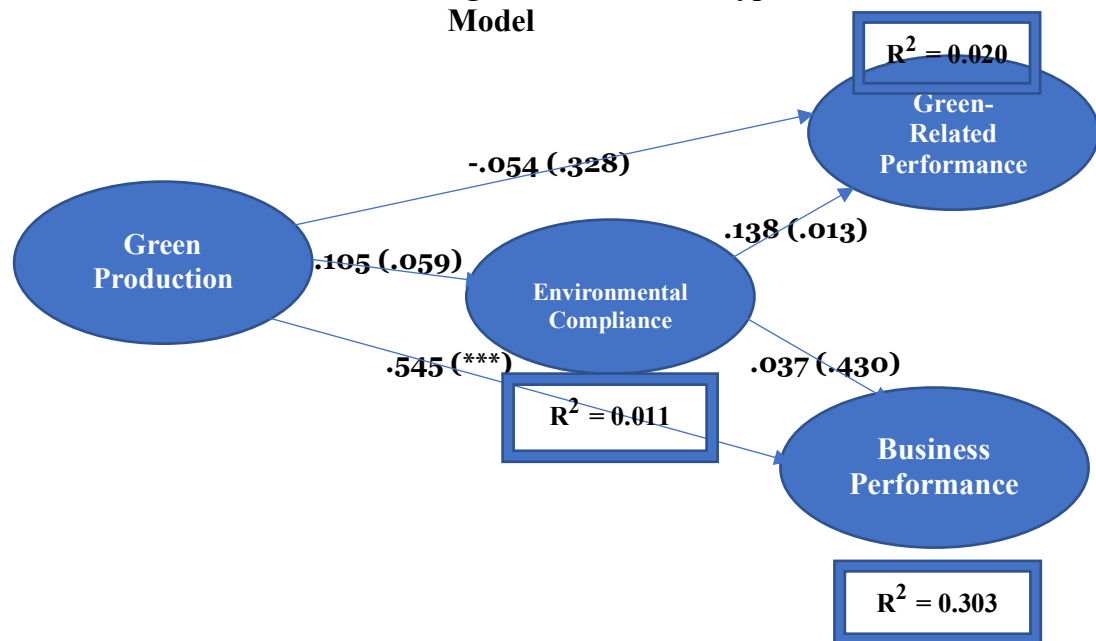 Model
R² = 0.020
Green-
Related
Performance
-.054 (.328)
.138 (.013)
Green
Production
.105 (.059)
Environmental
Compliance
.545 (***)
.037 (.430)
R² = 0.011
Business
Performance
R² = 0.303